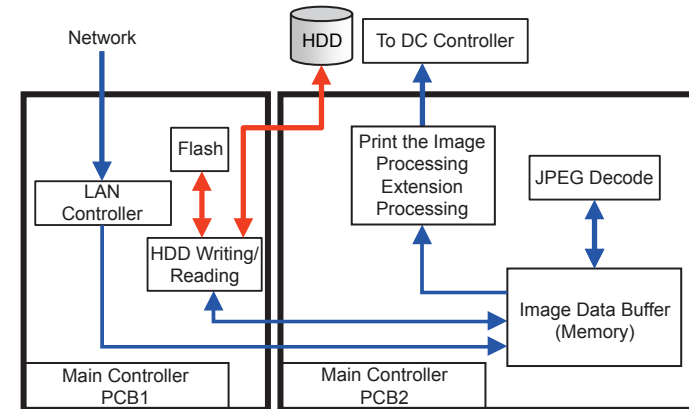 Network
HDD
To DC Controller
Flash
LAN
Controller
HDD Writing/
Reading
Print the Image
Processing
Extension
Processing
JPEG Decode
Image Data Buffer
(Memory)
Main Controller
PCB1
Main Controller
PCB2